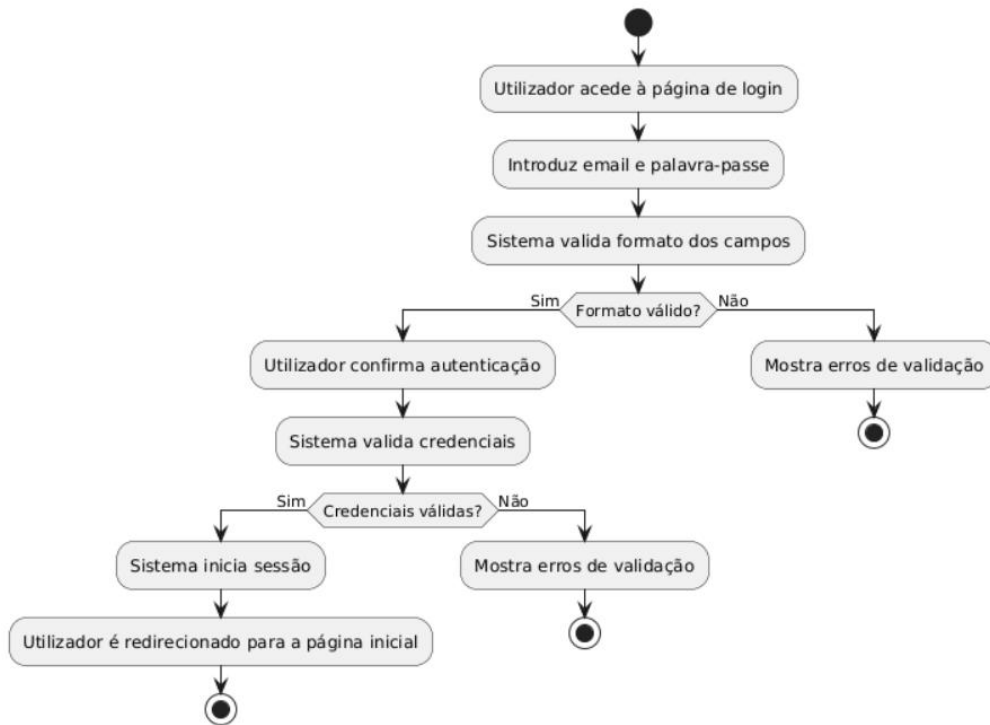 Utilizador acede à página de login
Introduz email e palavra-passe
Sistema valida formato dos campos
Sim
Formato válido?
Não
Utilizador confirma autenticação
Mostra erros de validação
Sistema valida credenciais
Sim
Credenciais válidas?
Não
Sistema inicia sessão
Mostra erros de validação
Utilizador é redirecionado para a página inicial